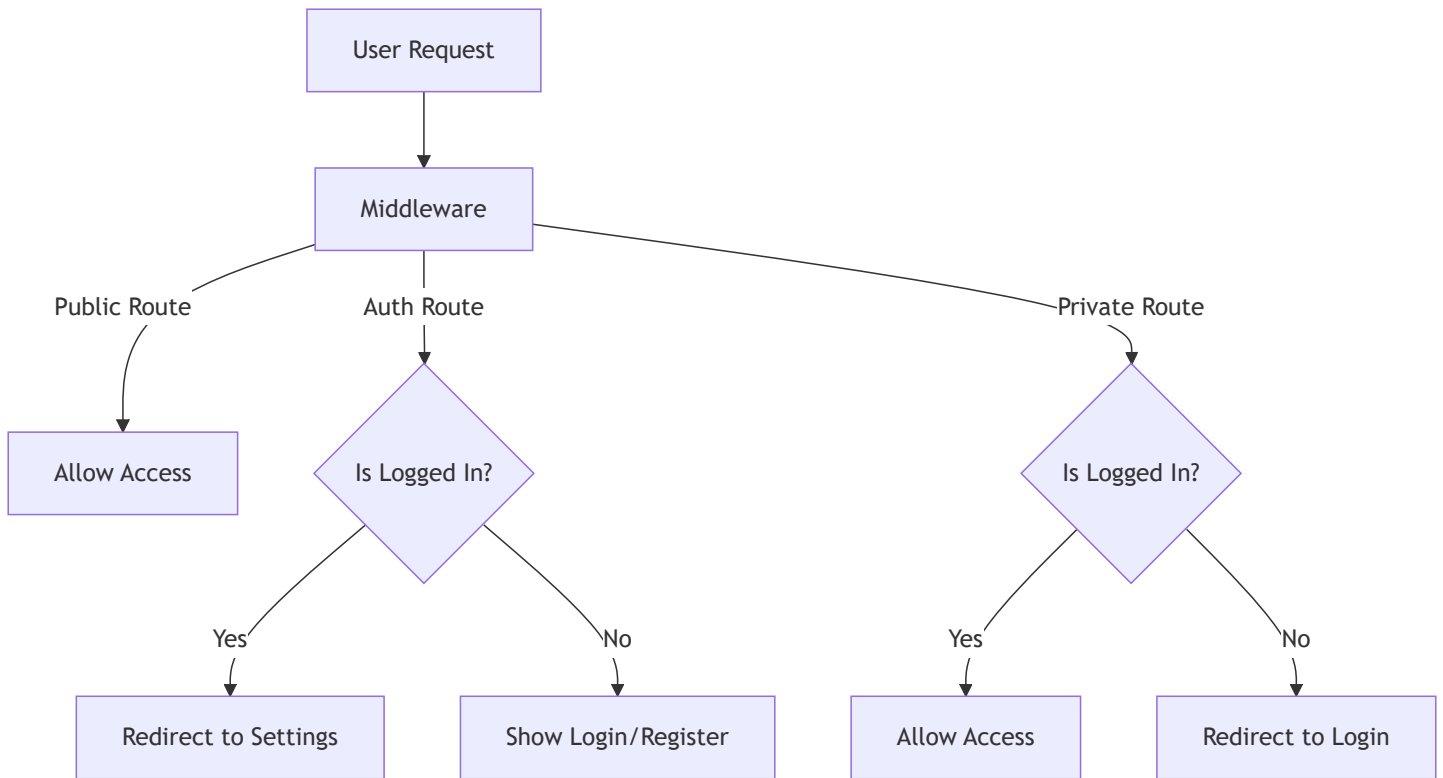 User Request
Middleware
Public Route
Auth Route
Private Route
Allow Access
Is Logged In?
Is Logged In?
Yes
No
Yes
No
Redirect to Settings
Show Login/Register
Allow Access
Redirect to Login